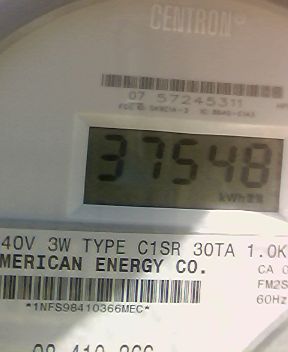 CENTRON®
07 57245311
37548
kWh
40V 3W TYPE C1SR 30TA 1.0K
MERICAN ENERGY CO.
CA 0
FM2S
60Hz
*1NFS98410366MEC*